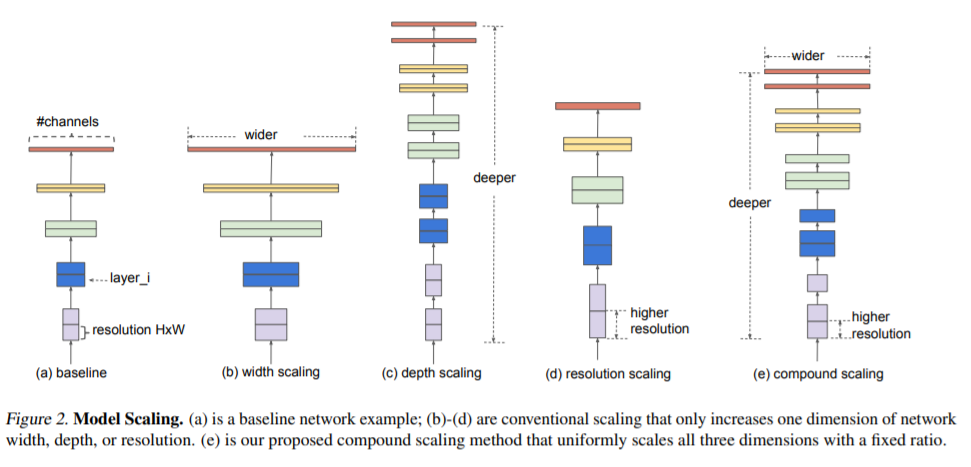 #channels
layer_i
resolution HxW
(a) baseline
wider
(b) width scaling
deeper
(c) depth scaling
higher
resolution
(d) resolution scaling
wider
deeper
higher
resolution
(e) compound scaling
Figure 2. Model Scaling. (a) is a baseline network example; (b)-(d) are conventional scaling that only increases one dimension of network
width, depth, or resolution. (e) is our proposed compound scaling method that uniformly scales all three dimensions with a fixed ratio.